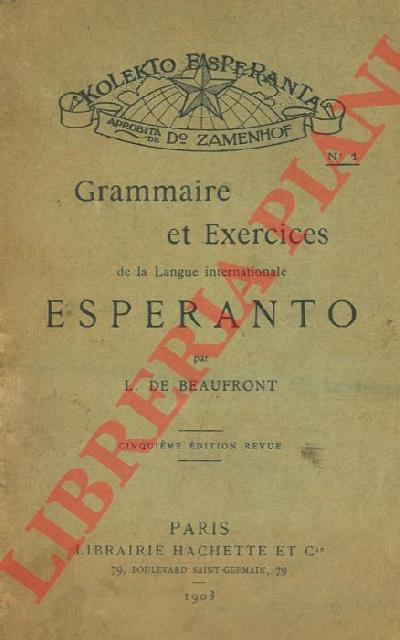 KOLEKTO ESPERANTA
APROBITA DE Do ZAMENHOF
No 1
Grammaire
et Exercices
de la Langue internationale
ESPERANTO
par
L. DE BEAUFRONT
CINQUIÈME ÉDITION REVUE
PARIS
LIBRAIRIE HACHETTE ET Cie
79, BOULEVARD SAINT-GERMAIN, 79
1903
LIBRERIA PIANI